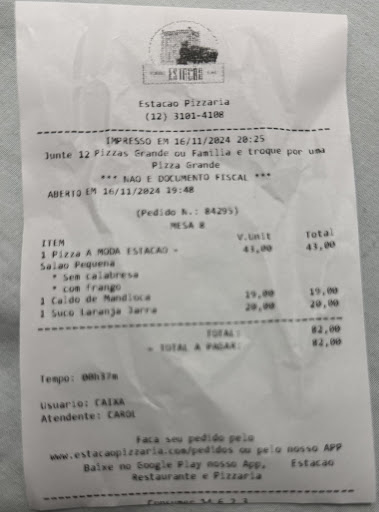 Estacao Pizzaria
(12) 3101-4108
IMPRESSO EM 16/11/2024 20:25
Junte 12 Pizzas Grande ou Familia e troque por uma
Pizza Grande
*** NAO E DOCUMENTO FISCAL ***
ABERTO EM 16/11/2024 19:48
(Pedido N.: 84295)
MESA 8
ITEM V.Unit Total
1 Pizza A MODA ESTACAO - 43,00 43,00
Salao Pequena
* Sem calabresa
* com frango
1 Caldo de Mandioca 19,00 19,00
1 Suco Laranja Jarra 20,00 20,00
TOTAL: 82,00
= TOTAL A PAGAR: 82,00
Tempo: 00h37m
Usuario: CAIXA
Atendente: CAROL
Faca seu pedido pelo
www.estacaopizzaria.com/pedidos ou pelo nosso APP
Baixe no Google Play nosso App, Estacao
Restaurante e Pizzaria